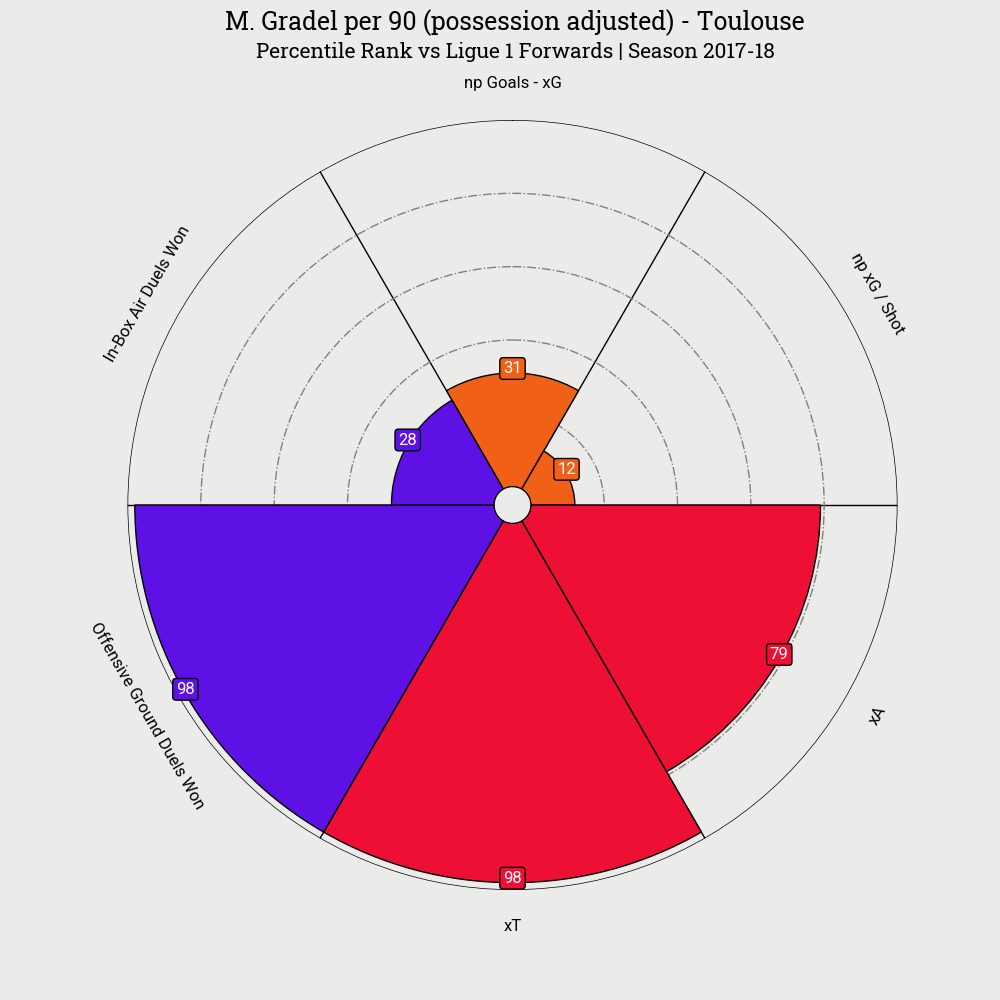 M. Gradel per 90 (possession adjusted) - Toulouse
Percentile Rank vs Ligue 1 Forwards | Season 2017-18
np Goals - xG
In-Box Air Duels Won
np xG / Shot
31
28
12
79
98
Offensive Ground Duels Won
xA
98
xT